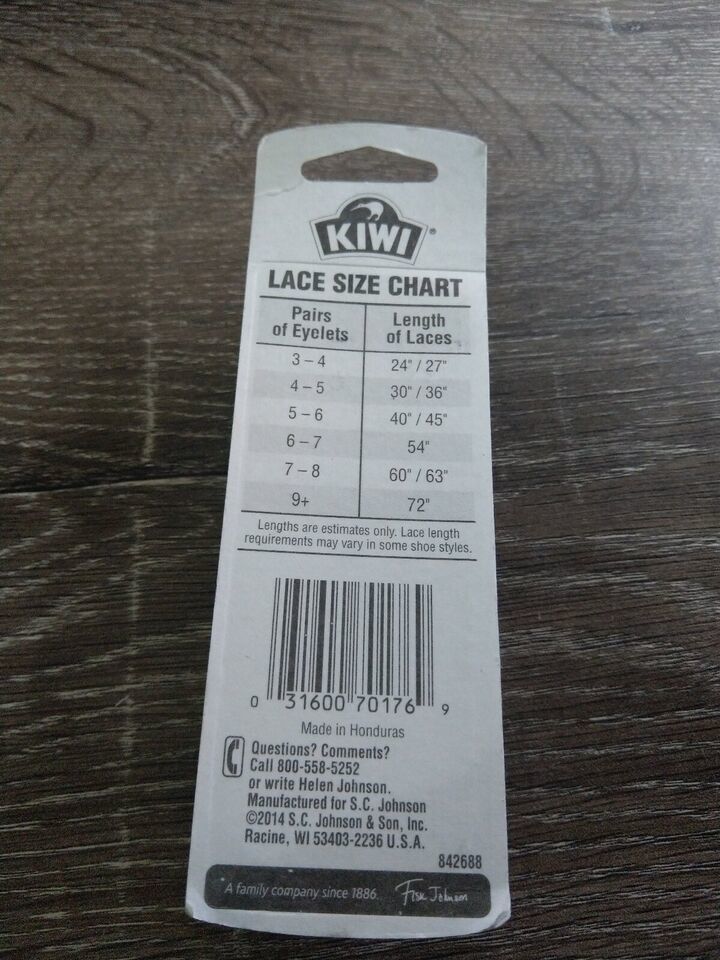 KIWI®
LACE SIZE CHART
Pairs of Eyelets Length of Laces
3 – 4 24" / 27"
4 – 5 30" / 36"
5 – 6 40" / 45"
6 – 7 54"
7 – 8 60" / 63"
9+ 72"
Lengths are estimates only. Lace length
requirements may vary in some shoe styles.
0 31600 70176 9
Made in Honduras
Questions? Comments?
Call 800-558-5252
or write Helen Johnson.
Manufactured for S.C. Johnson
©2014 S.C. Johnson & Son, Inc.
Racine, WI 53403-2236 U.S.A.
842688
A family company since 1886. Fisk Johnson